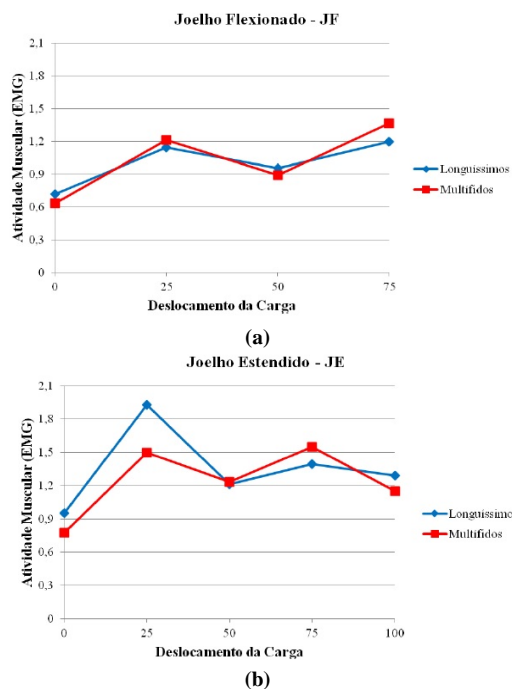 Joelho Flexionado - JF
Atividade Muscular (EMG)
2,1
1,8
1,5
1,2
0,9
0,6
0,3
0
0 25 50 75
Deslocamento da Carga
Longuissimos
Multifidos
(a)
Joelho Estendido - JE
Atividade Muscular (EMG)
2,1
1,8
1,5
1,2
0,9
0,6
0,3
0
0 25 50 75 100
Deslocamento da Carga
Longuissimo
Multifidos
(b)